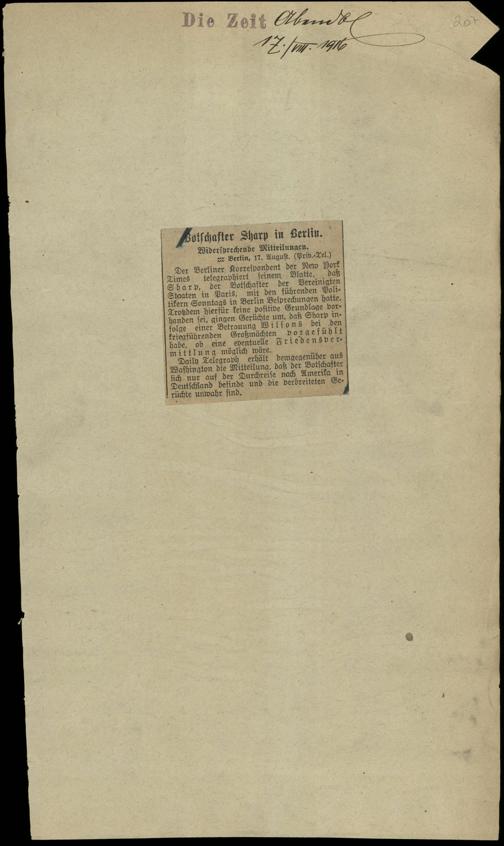 Die Zeit Abendbl
207
17./VIII. 1916
Botschafter Sharp in Berlin.
Widersprechende Mitteilungen.
Berlin, 17. August. (Priv.-Tel.)
Der Berliner Korrespondent der New York
Times telegraphiert seinem Blatte, daß
Sharp, der Botschafter der Vereinigten
Staaten in Paris, mit den führenden Poli-
tikern Sonntags in Berlin Besprechungen hatte.
Trotzdem hierfür keine positive Grundlage vor-
handen sei, gingen Gerüchte um, daß Sharp in-
folge einer Betrauung Wilsons bei den
kriegführenden Großmächten vorgefühlt
habe, ob eine eventuelle Friedensver-
mittlung möglich wäre.
Daily Telegraph erhält demgegenüber aus
Washington die Mitteilung, daß der Botschafter
sich nur auf der Durchreise nach Amerika in
Deutschland befinde und die verbreiteten Ge-
rüchte unwahr sind.